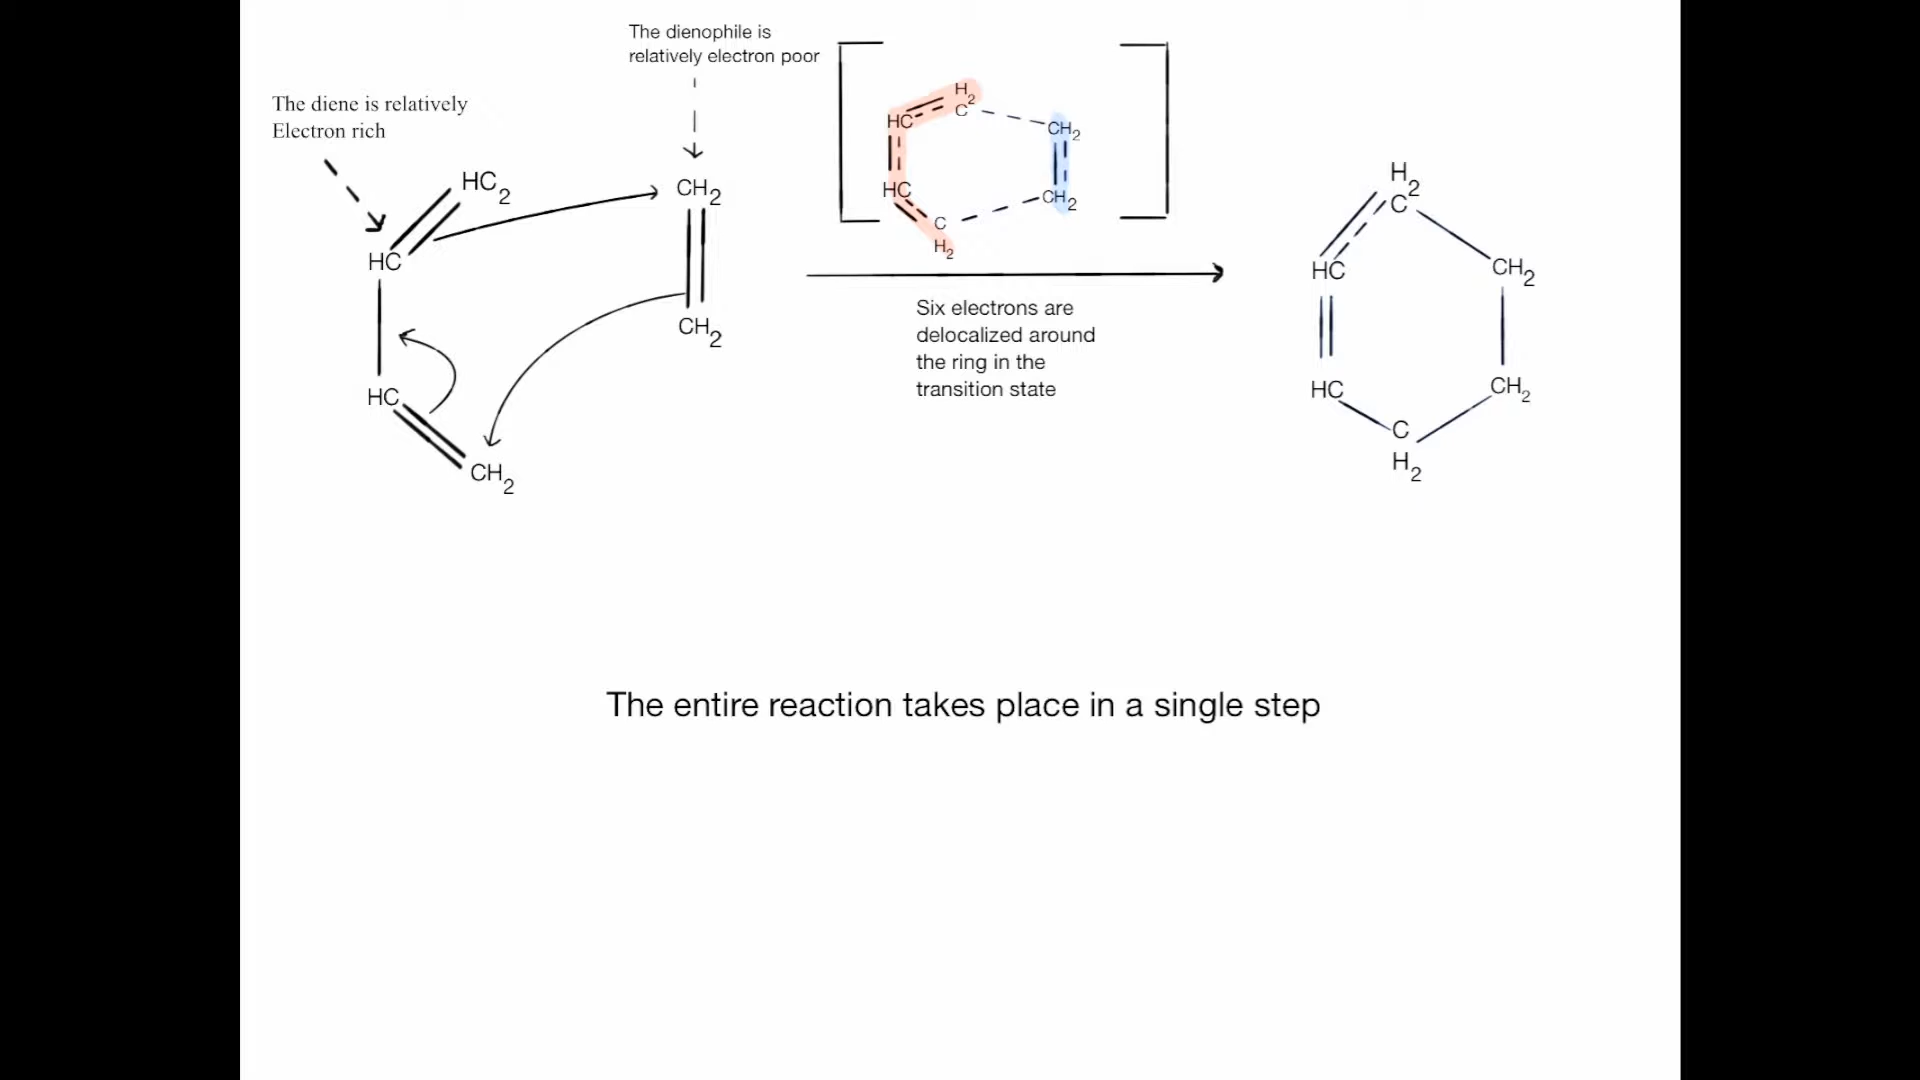 The dienophile is
relatively electron poor
The diene is relatively
Electron rich
HC2
HC
HC
CH2
CH2
CH2
H2
C
HC
HC
C
H2
CH2
CH2
Six electrons are
delocalized around
the ring in the
transition state
H2
C
HC
HC
C
H2
CH2
CH2
The entire reaction takes place in a single step